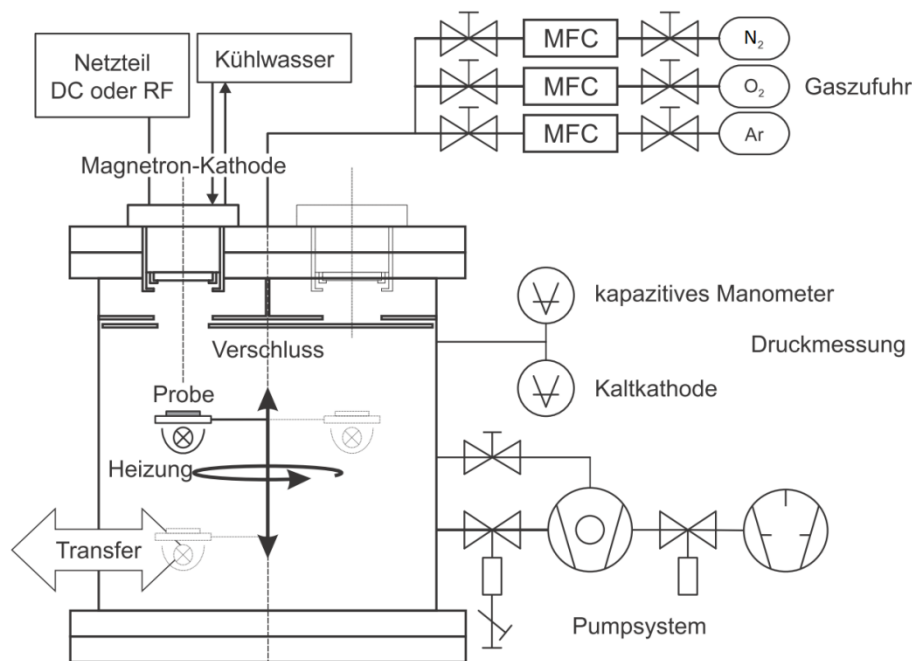 Netzteil
DC oder RF
Kühlwasser
MFC
N₂
MFC
O₂
Gaszufuhr
MFC
Ar
Magnetron-Kathode
kapazitives Manometer
Verschluss
Druckmessung
Probe
Kaltkathode
Heizung
Transfer
Pumpsystem